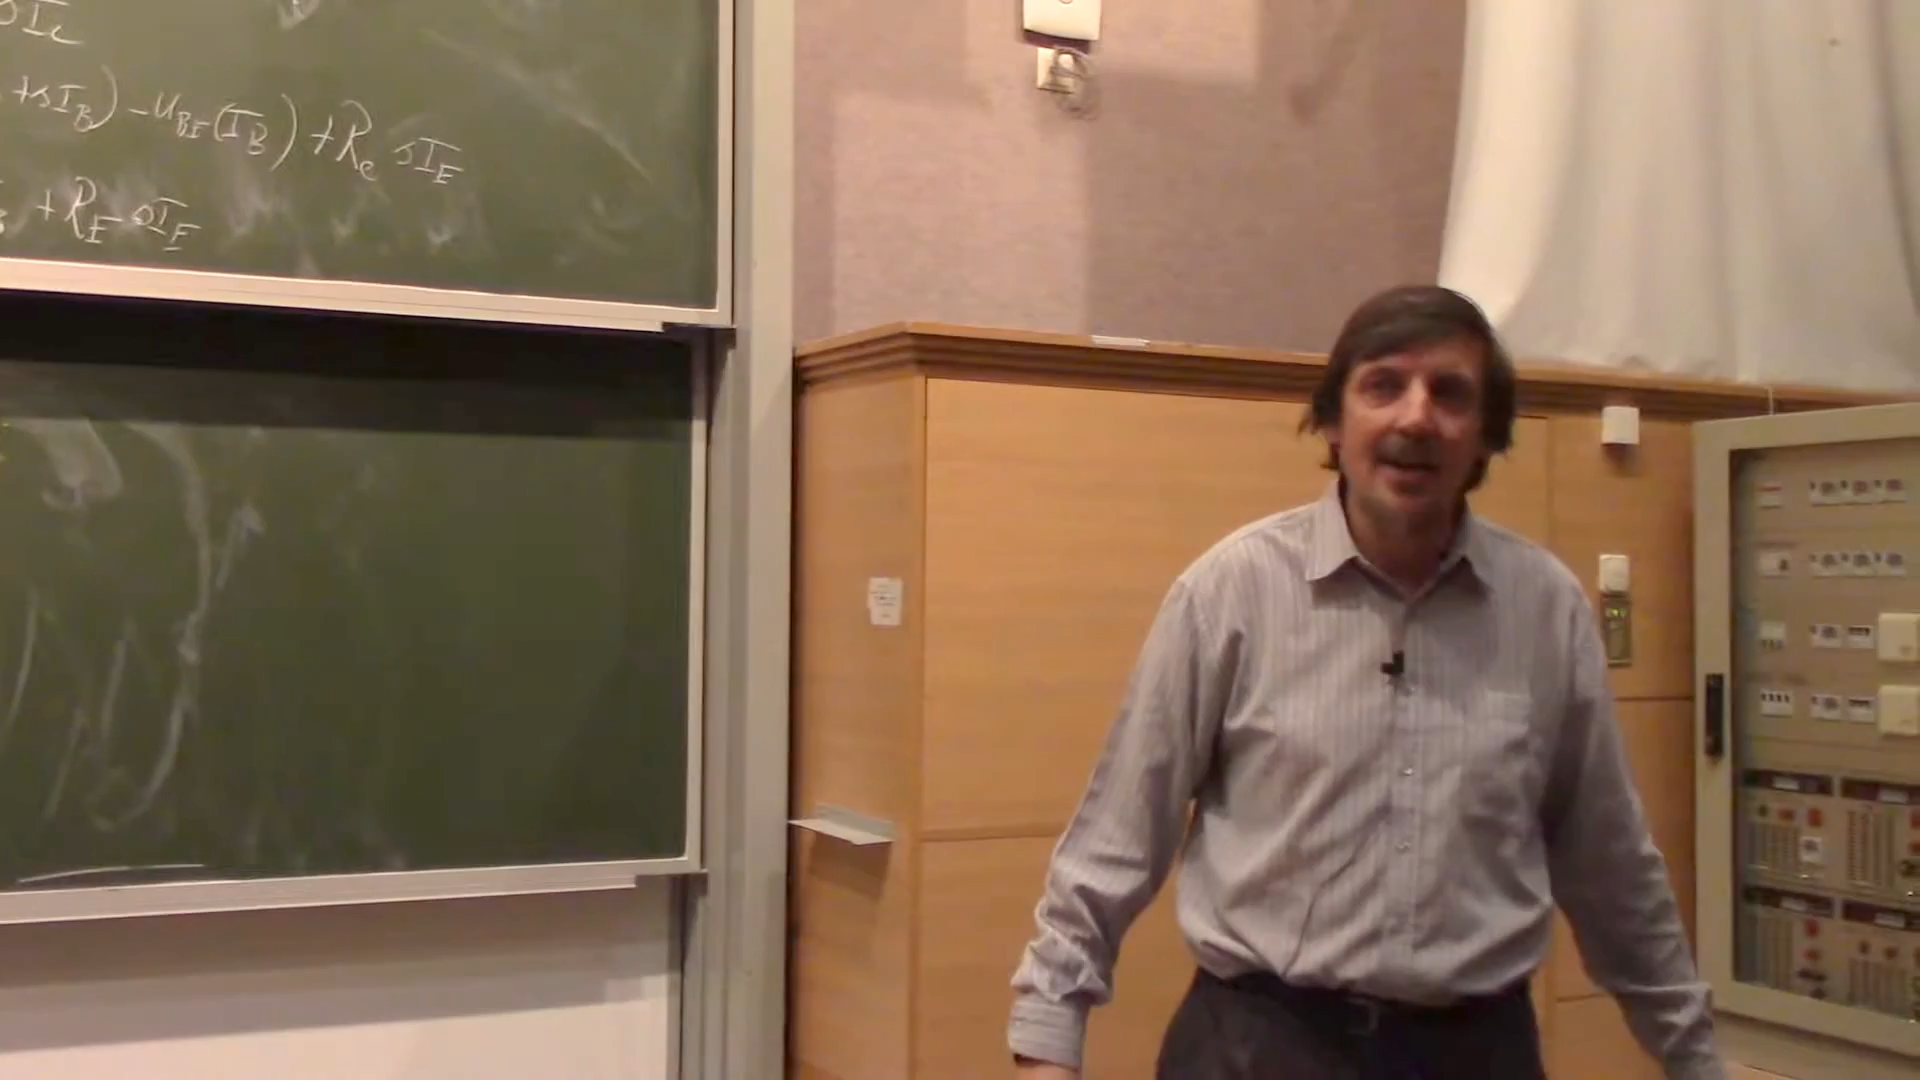 δI_c
+δI_B) - u_BE(I_B)) + R_e δI_E
+ R_E δI_E